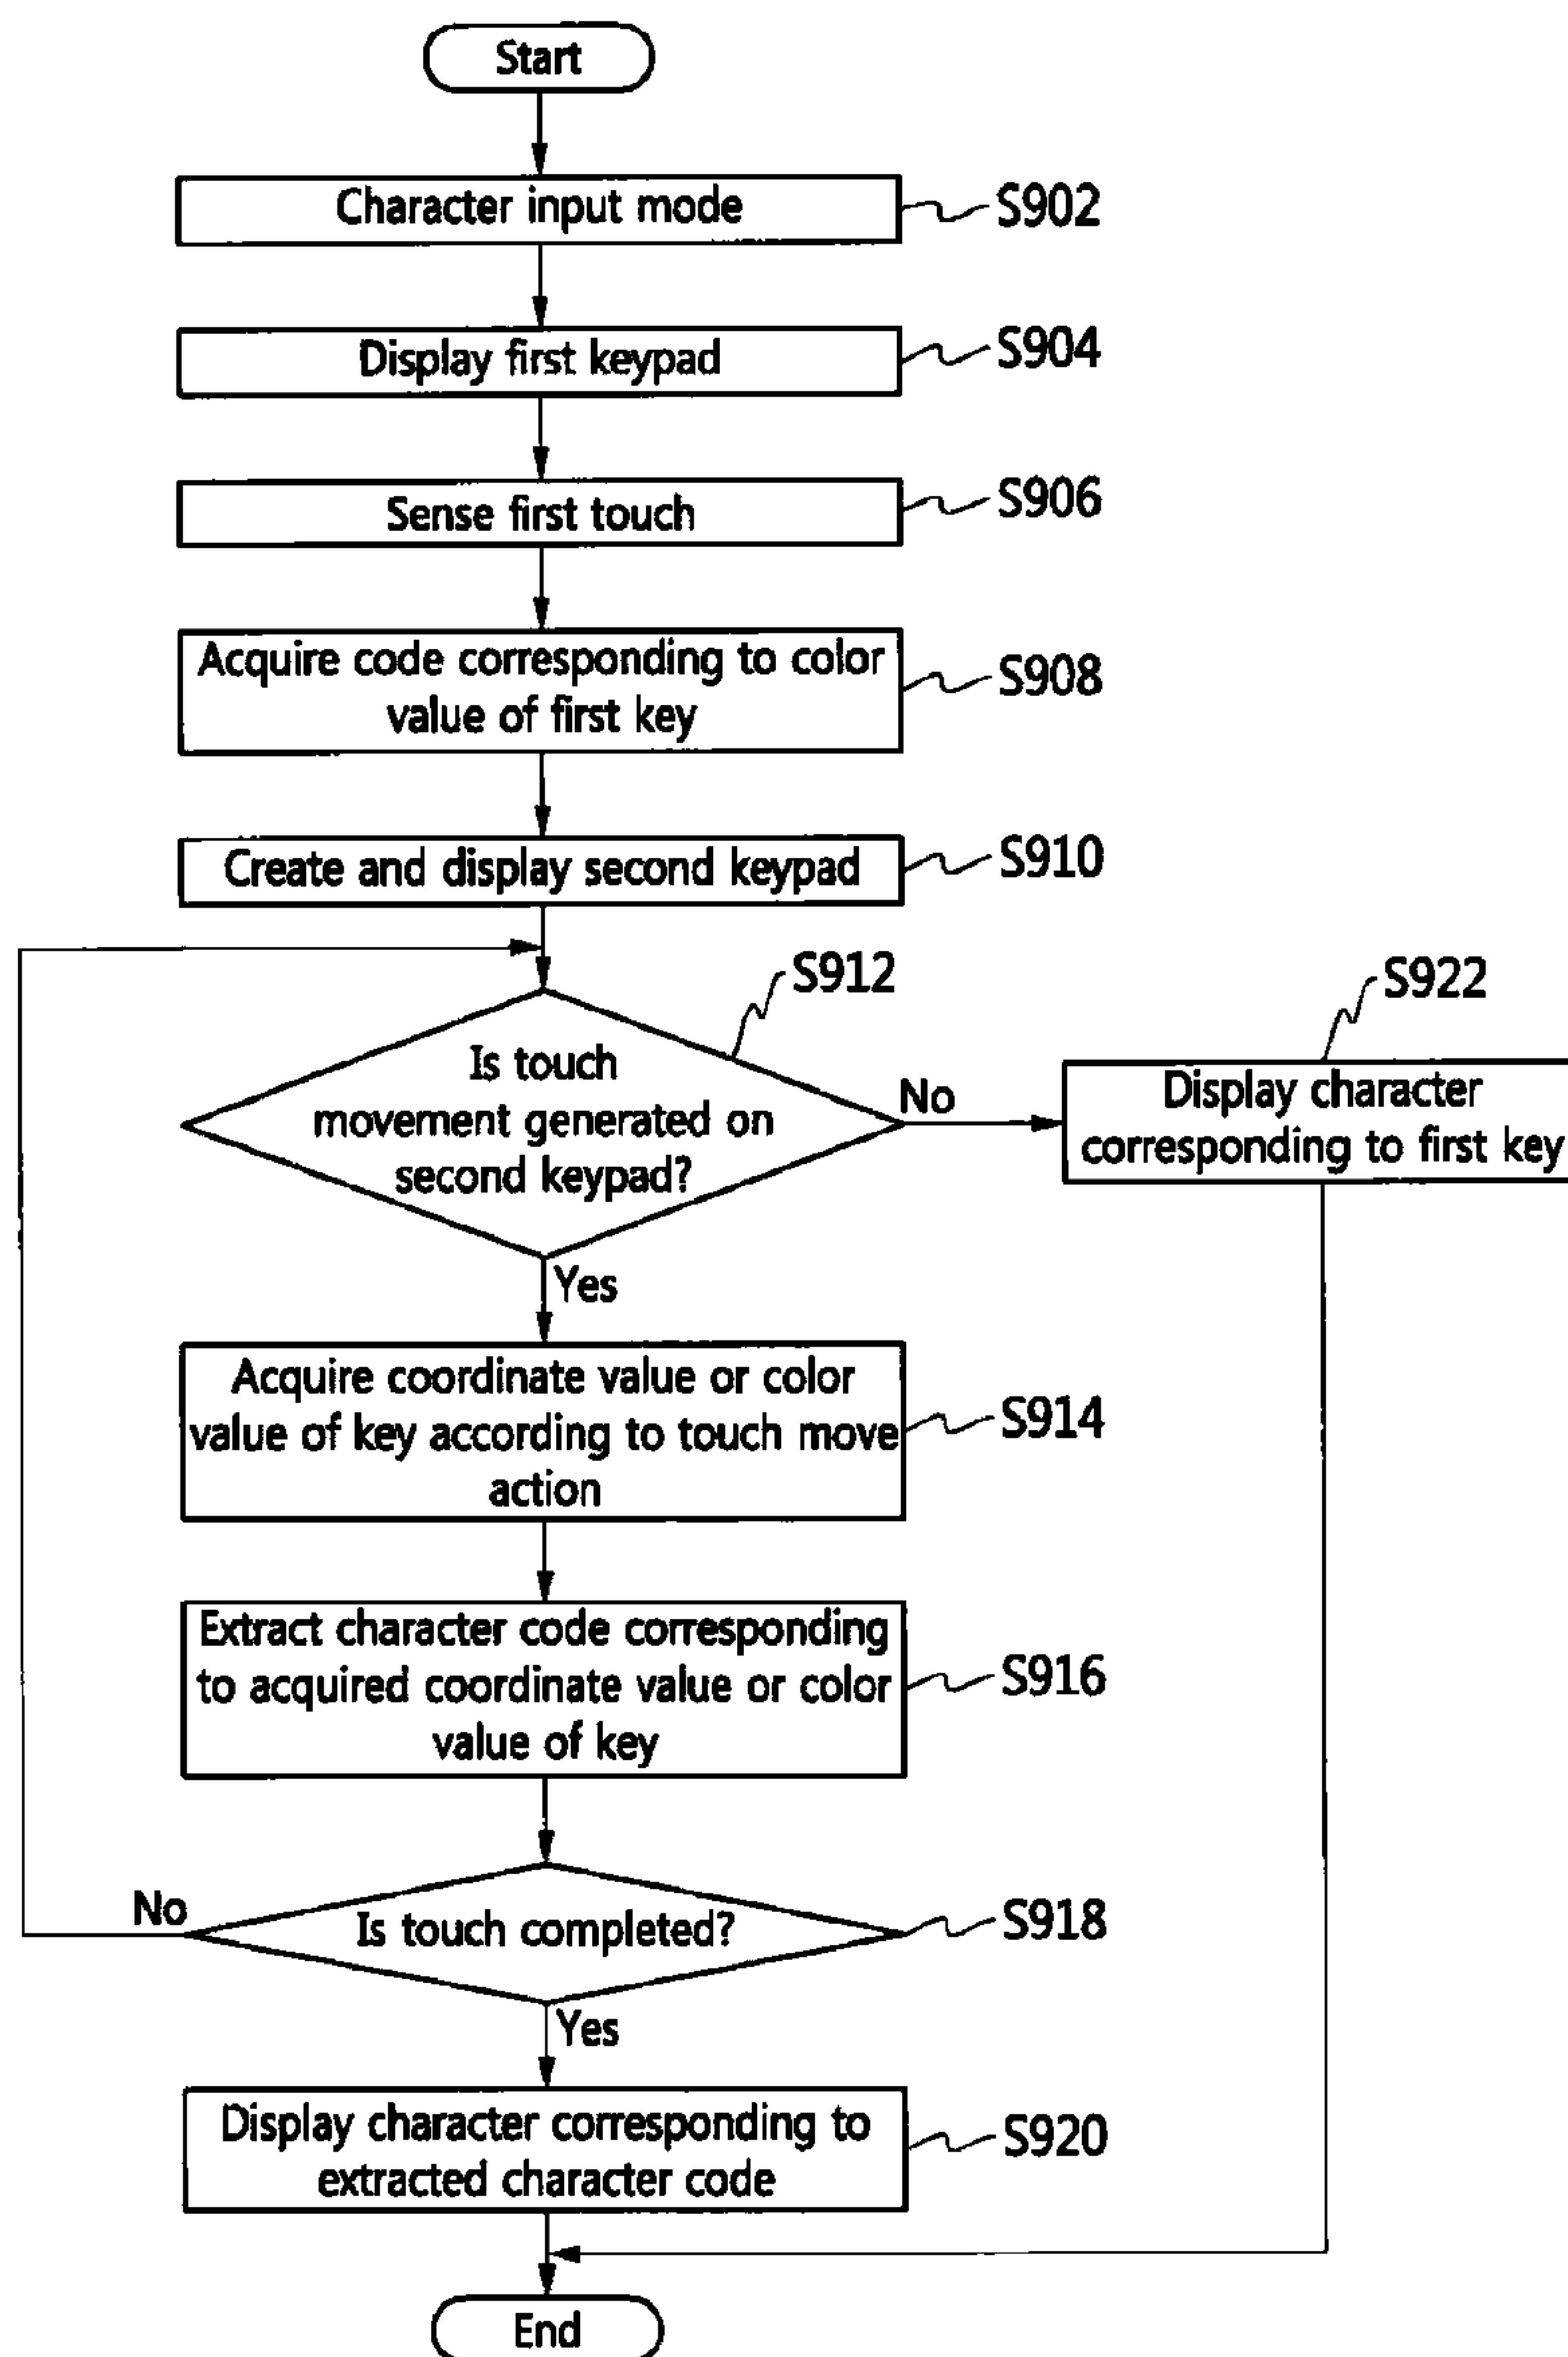 Start
Character input mode
S902
Display first keypad
S904
Sense first touch
S906
Acquire code corresponding to color
value of first key
S908
Create and display second keypad
S910
S912
Is touch
movement generated on
second keypad?
No
S922
Display character
corresponding to first key
Yes
Acquire coordinate value or color
value of key according to touch move
action
S914
Extract character code corresponding
to acquired coordinate value or color
value of key
S916
No
Is touch completed?
S918
Yes
Display character corresponding to
extracted character code
S920
End